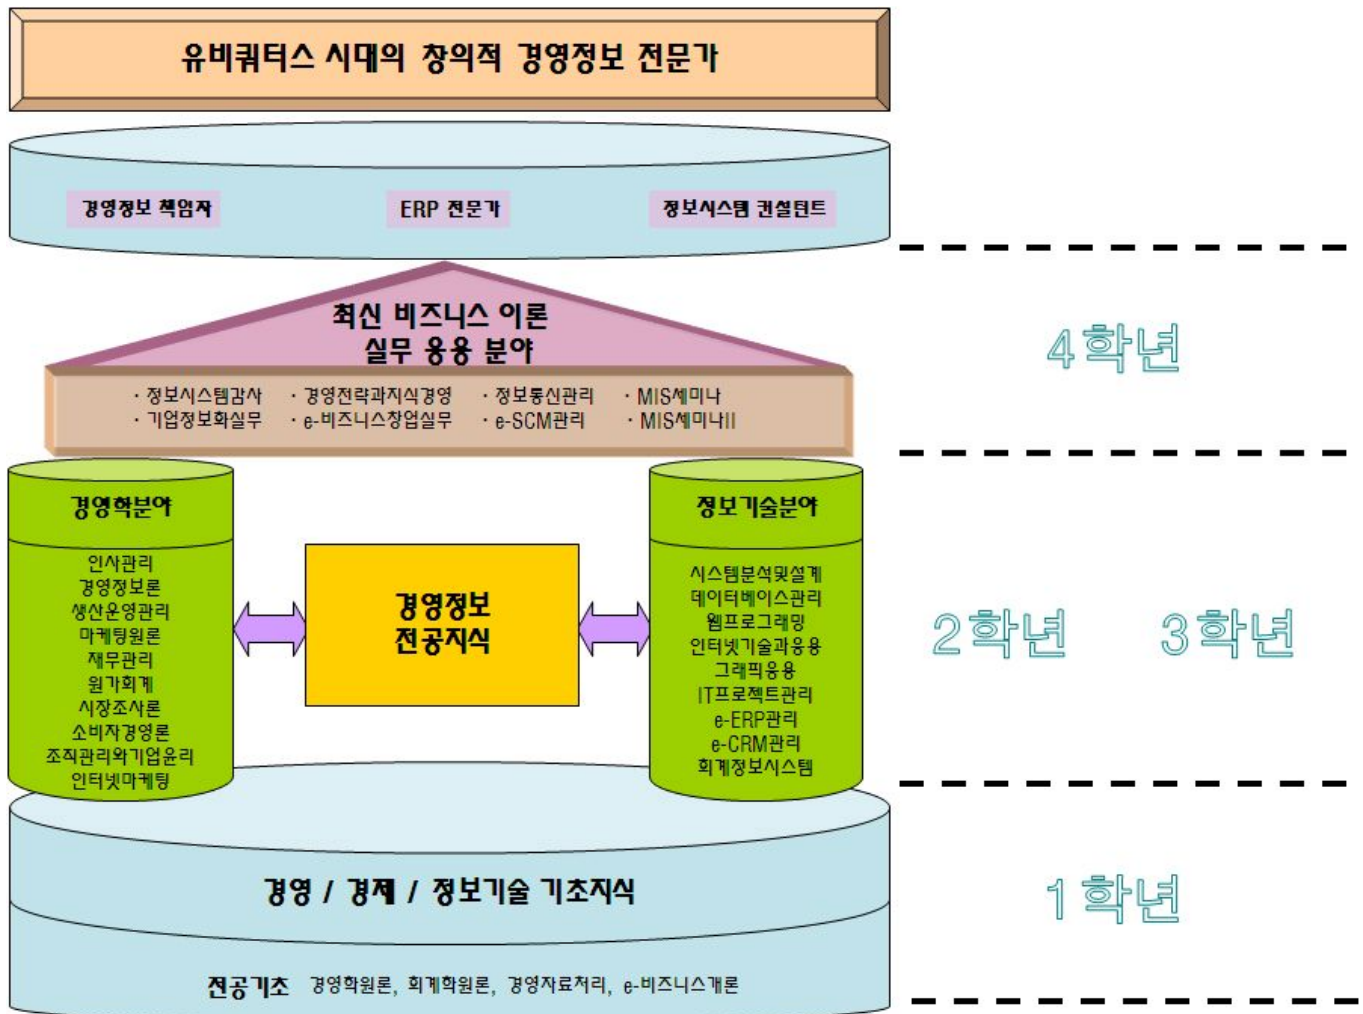 유비쿼터스 시대의 창의적 경영정보 전문가
경영정보 책임자
ERP 전문가
정보시스템 컨설턴트
최신 비즈니스 이론
실무 응용 분야
· 정보시스템감사 · 경영전략과지식경영 · 정보통신관리 · MIS세미나
· 기업정보화실무 · e-비즈니스창업실무 · e-SCM관리 · MIS세미나II
4학년
경영학분야
인사관리
경영정보론
생산운영관리
마케팅원론
재무관리
원가회계
시장조사론
소비자경영론
조직관리와기업윤리
인터넷마케팅
경영정보
전공지식
정보기술분야
시스템분석및설계
데이터베이스관리
웹프로그래밍
인터넷기술과응용
그래픽응용
IT프로젝트관리
e-ERP관리
e-CRM관리
회계정보시스템
2학년 3학년
경영 / 경제 / 정보기술 기초지식
1학년
전공기초 경영학원론, 회계학원론, 경영자료처리, e-비즈니스개론